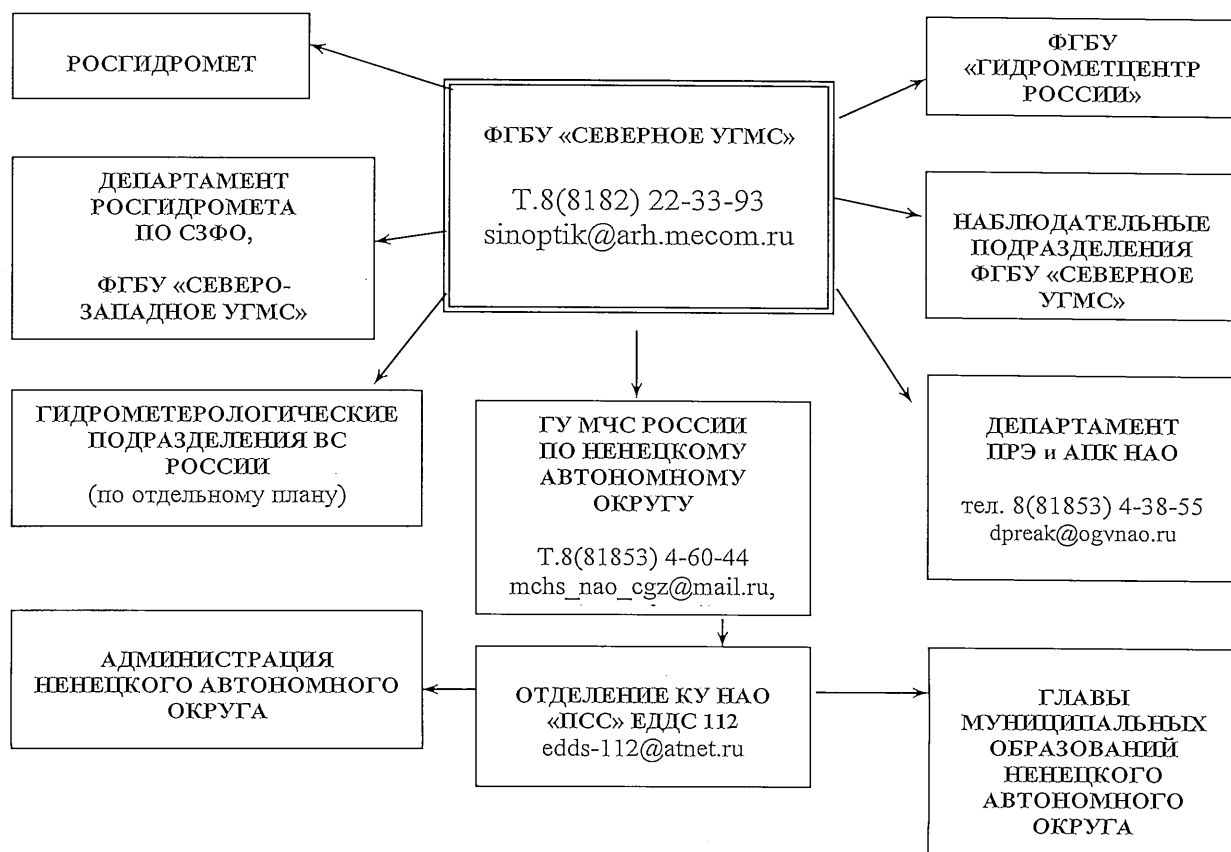 РОСГИДРОМЕТ
ФГБУ «СЕВЕРНОЕ УГМС»
Т.8(8182) 22-33-93
sinoptik@arh.mecom.ru
ФГБУ
«ГИДРОМЕТЦЕНТР
РОССИИ»
ДЕПАРТАМЕНТ
РОСГИДРОМЕТА
ПО СЗФО,
ФГБУ «СЕВЕРО-
ЗАПАДНОЕ УГМС»
НАБЛЮДАТЕЛЬНЫЕ
ПОДРАЗДЕЛЕНИЯ
ФГБУ «СЕВЕРНОЕ
УГМС»
ГИДРОМЕТЕРОЛОГИЧЕСКИЕ
ПОДРАЗДЕЛЕНИЯ ВС
РОССИИ
(по отдельному плану)
ГУ МЧС РОССИИ
ПО НЕНЕЦКОМУ
АВТОНОМНОМУ
ОКРУГУ
Т.8(81853) 4-60-44
mchs_nao_cgz@mail.ru,
ДЕПАРТАМЕНТ
ПРЭ и АПК НАО
тел. 8(81853) 4-38-55
dpreak@ogvnao.ru
АДМИНИСТРАЦИЯ
НЕНЕЦКОГО АВТОНОМНОГО
ОКРУГА
ОТДЕЛЕНИЕ КУ НАО
«ПСС» ЕДДС 112
edds-112@atnet.ru
ГЛАВЫ
МУНИЦИПАЛЬНЫХ
ОБРАЗОВАНИЙ
НЕНЕЦКОГО
АВТОНОМНОГО
ОКРУГА